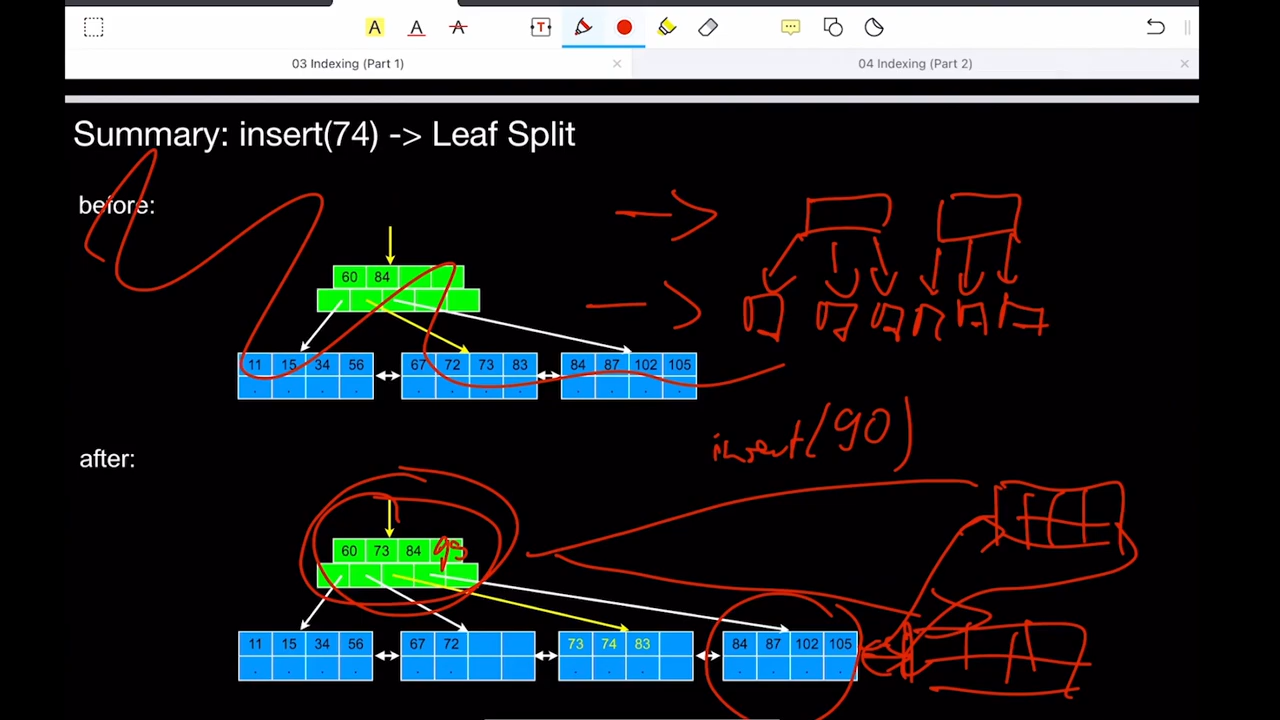 A A A T
03 Indexing (Part 1) × 04 Indexing (Part 2) ×
Summary: insert(74) -> Leaf Split
before:
60 84
11 15 34 56 67 72 73 83 84 87 102 105
insert(90)
after:
60 73 84
11 15 34 56 67 72 73 74 83 84 87 102 105